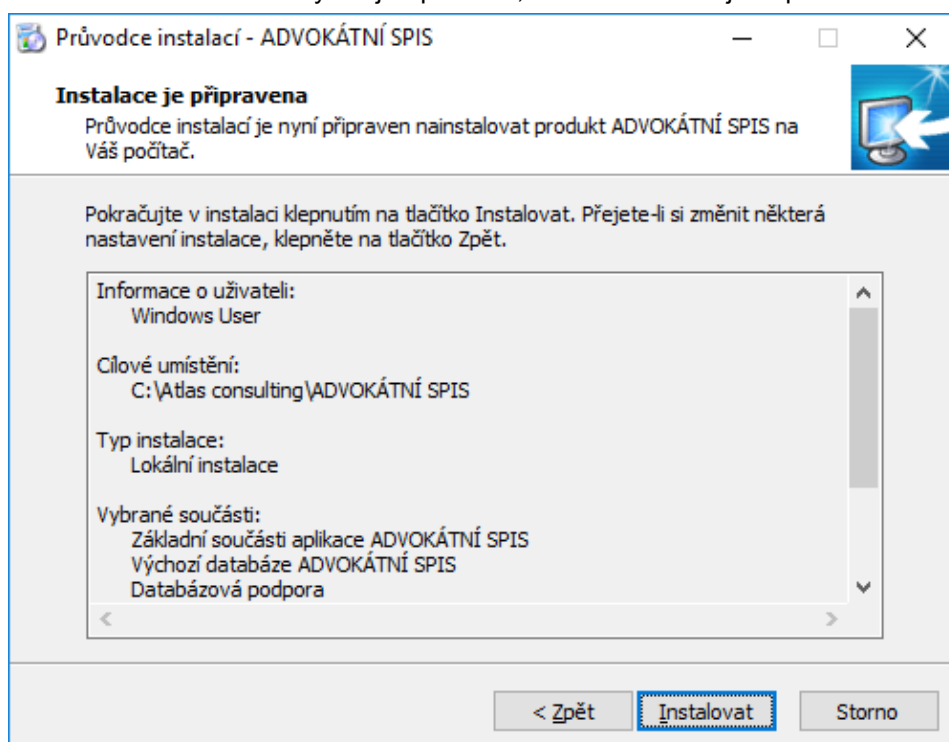 Průvodce instalací - ADVOKÁTNÍ SPIS
Instalace je připravena
Průvodce instalací je nyní připraven nainstalovat produkt ADVOKÁTNÍ SPIS na
Váš počítač.
Pokračujte v instalaci klepnutím na tlačítko Instalovat. Přejete-li si změnit některá
nastavení instalace, klepněte na tlačítko Zpět.
Informace o uživateli:
Windows User
Cílové umístění:
C:\Atlas consulting\ADVOKÁTNÍ SPIS
Typ instalace:
Lokální instalace
Vybrané součásti:
Základní součásti aplikace ADVOKÁTNÍ SPIS
Výchozí databáze ADVOKÁTNÍ SPIS
Databázová podpora
< Zpět
Instalovat
Storno